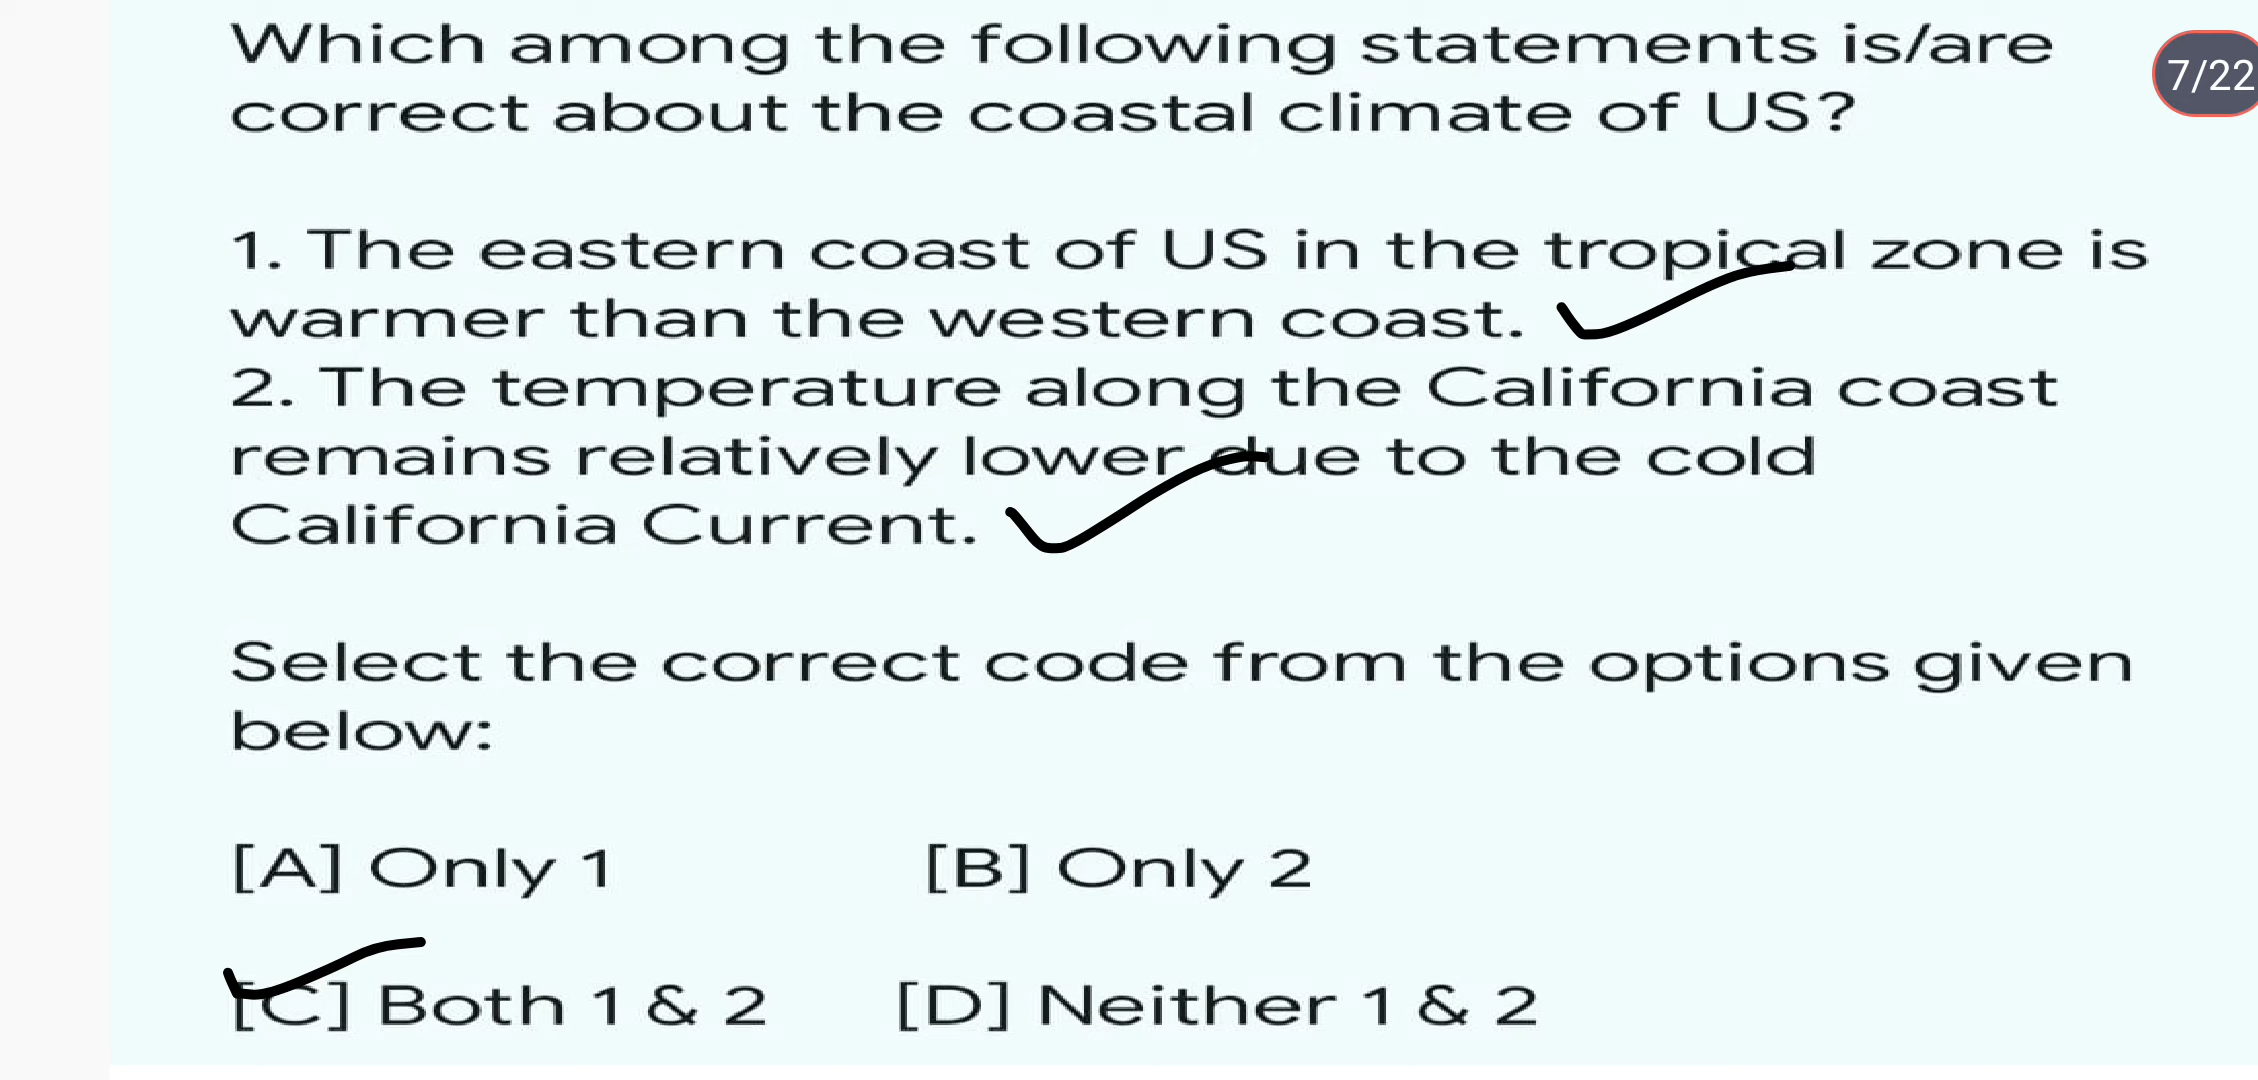 Which among the following statements is/are
7/22
correct about the coastal climate of US?
1. The eastern coast of US in the tropical zone is
warmer than the western coast.
2. The temperature along the California coast
remains relatively lower due to the cold
California Current.
Select the correct code from the options given
below:
[A] Only 1 [B] Only 2
[C] Both 1 & 2 [D] Neither 1 & 2